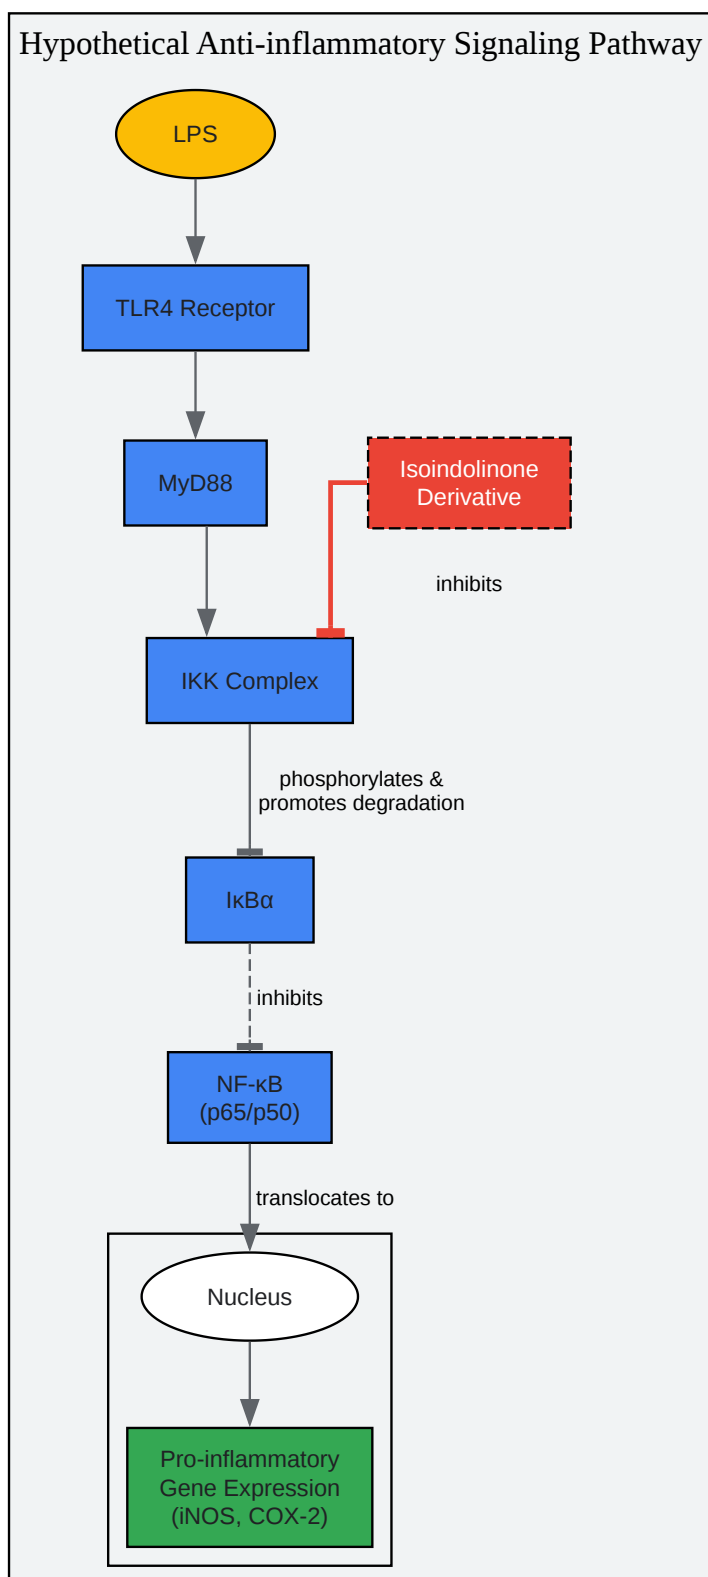 Hypothetical Anti-inflammatory Signaling Pathway
LPS
TLR4 Receptor
MyD88
Isoindolinone
Derivative
inhibits
IKK Complex
phosphorylates &
promotes degradation
IκBα
inhibits
NF-κB
(p65/p50)
translocates to
Nucleus
Pro-inflammatory
Gene Expression
(iNOS, COX-2)